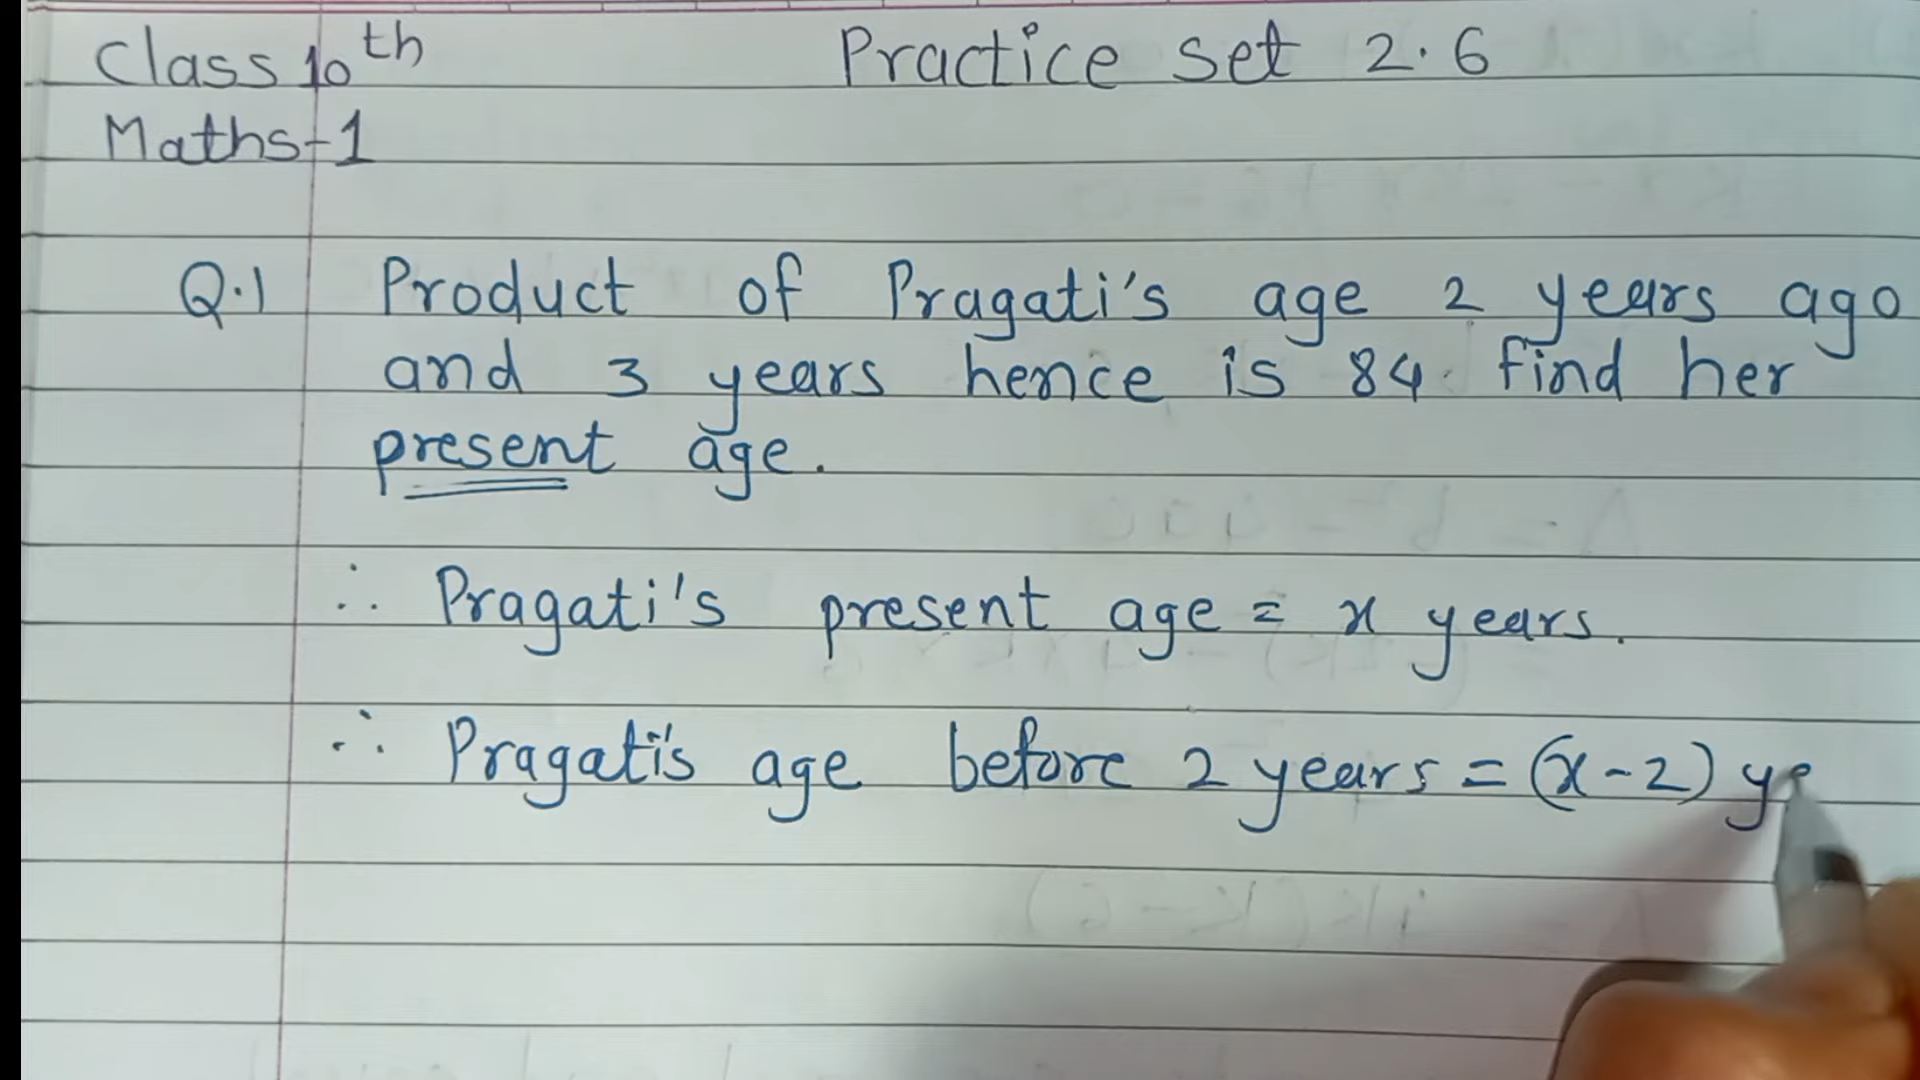 Class 10th
Practice Set 2.6
Maths-1
Q.1 Product of Pragati's age 2 years ago
and 3 years hence is 84. find her
present age.
∴ Pragati's present age = x years.
∴ Pragati's age before 2 years = (x-2) ye